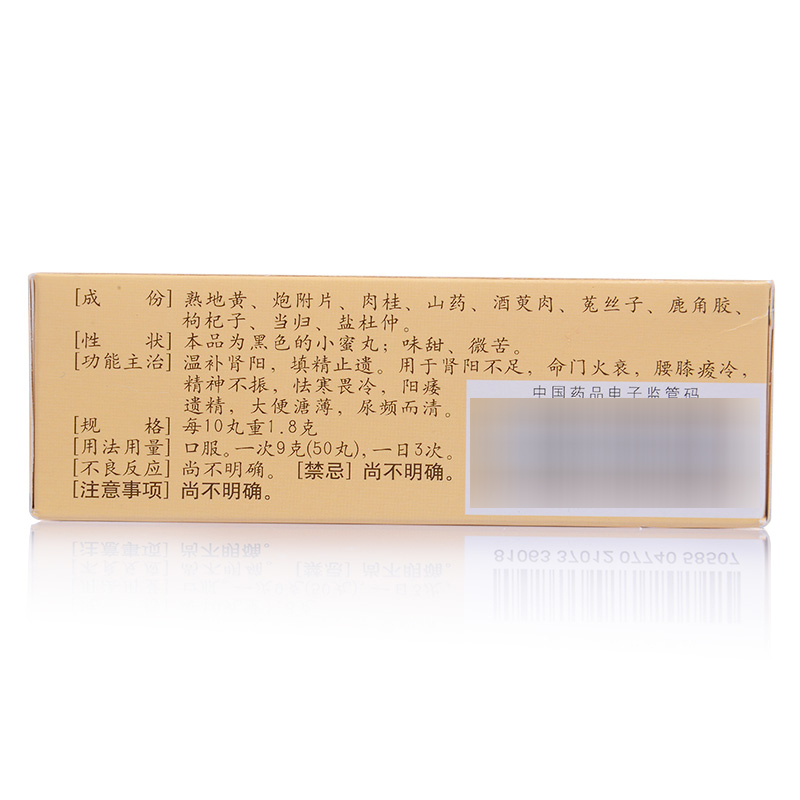 [成　份] 熟地黄、炮附片、肉桂、山药、酒萸肉、菟丝子、鹿角胶、
枸杞子、当归、盐杜仲。
[性　状] 本品为黑色的小蜜丸；味甜、微苦。
[功能主治] 温补肾阳，填精止遗。用于肾阳不足，命门火衰，腰膝痠冷，
精神不振，怯寒畏冷，阳痿
遗精，大便溏薄，尿频而清。
中国药品电子监管码
[规　格] 每10丸重1.8克
[用法用量] 口服。一次9克(50丸)，一日3次。
[不良反应] 尚不明确。 [禁忌] 尚不明确。
[注意事项] 尚不明确。
81063 37012 07740 58507